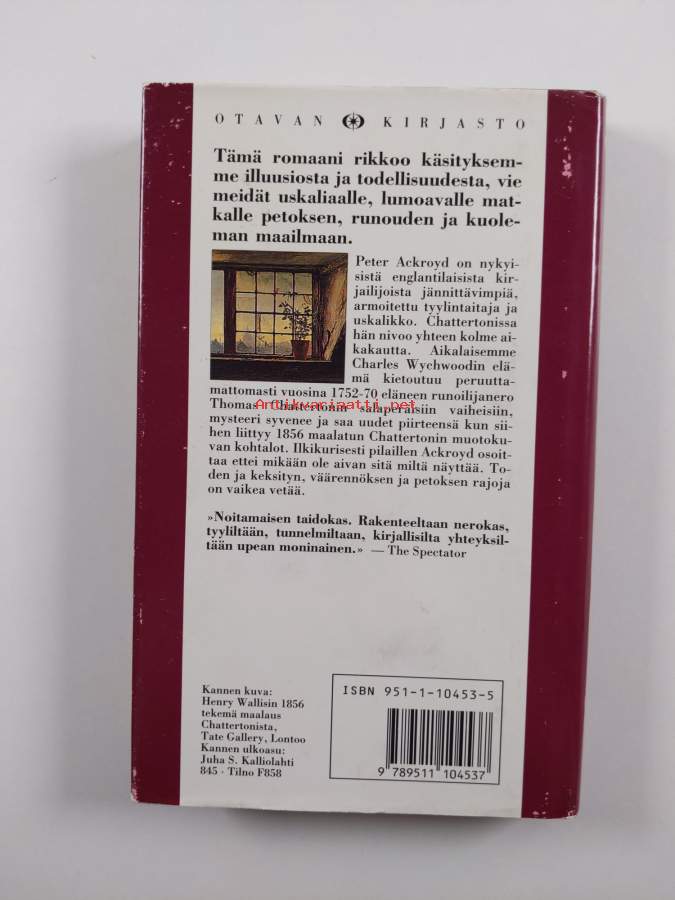 OTAVAN KIRJASTO
Tämä romaani rikkoo käsityksem-
me illuusiosta ja todellisuudesta, vie
meidät uskaliaalle, lumoavalle mat-
kalle petoksen, runouden ja kuole-
man maailmaan.
Peter Ackroyd on nykyi-
sistä englantilaisista kir-
jailijoista jännittävimpiä,
armoitettu tyylintaitaja ja
uskalikko. Chattertonissa
hän nivoo yhteen kolme ai-
kakautta. Aikalaisemme
Charles Wychwoodin elä-
mä kietoutuu peruutta-
mattomasti vuosina 1752-70 eläneen runoilijanero
Thomas Chattertonin salaperäisiin vaiheisiin,
Antikvariaatti.net
mysteeri syvenee ja saa uudet piirteensä kun sii-
hen liittyy 1856 maalatun Chattertonin muotoku-
van kohtalot. Ilkikurisesti pilaillen Ackroyd osoit-
taa ettei mikään ole aivan sitä miltä näyttää. To-
den ja keksityn, väärennöksen ja petoksen rajoja
on vaikea vetää.
»Noitamaisen taidokas. Rakenteeltaan nerokas,
tyyliltään, tunnelmiltaan, kirjallisilta yhteyksil-
tään upean moninainen.» — The Spectator
Kannen kuva:
Henry Wallisin 1856
tekemä maalaus
Chattertonista,
Tate Gallery, Lontoo
Kannen ulkoasu:
Juha S. Kalliolahti
845 · Tilno F858
ISBN 951-1-10453-5
9 789511 104537